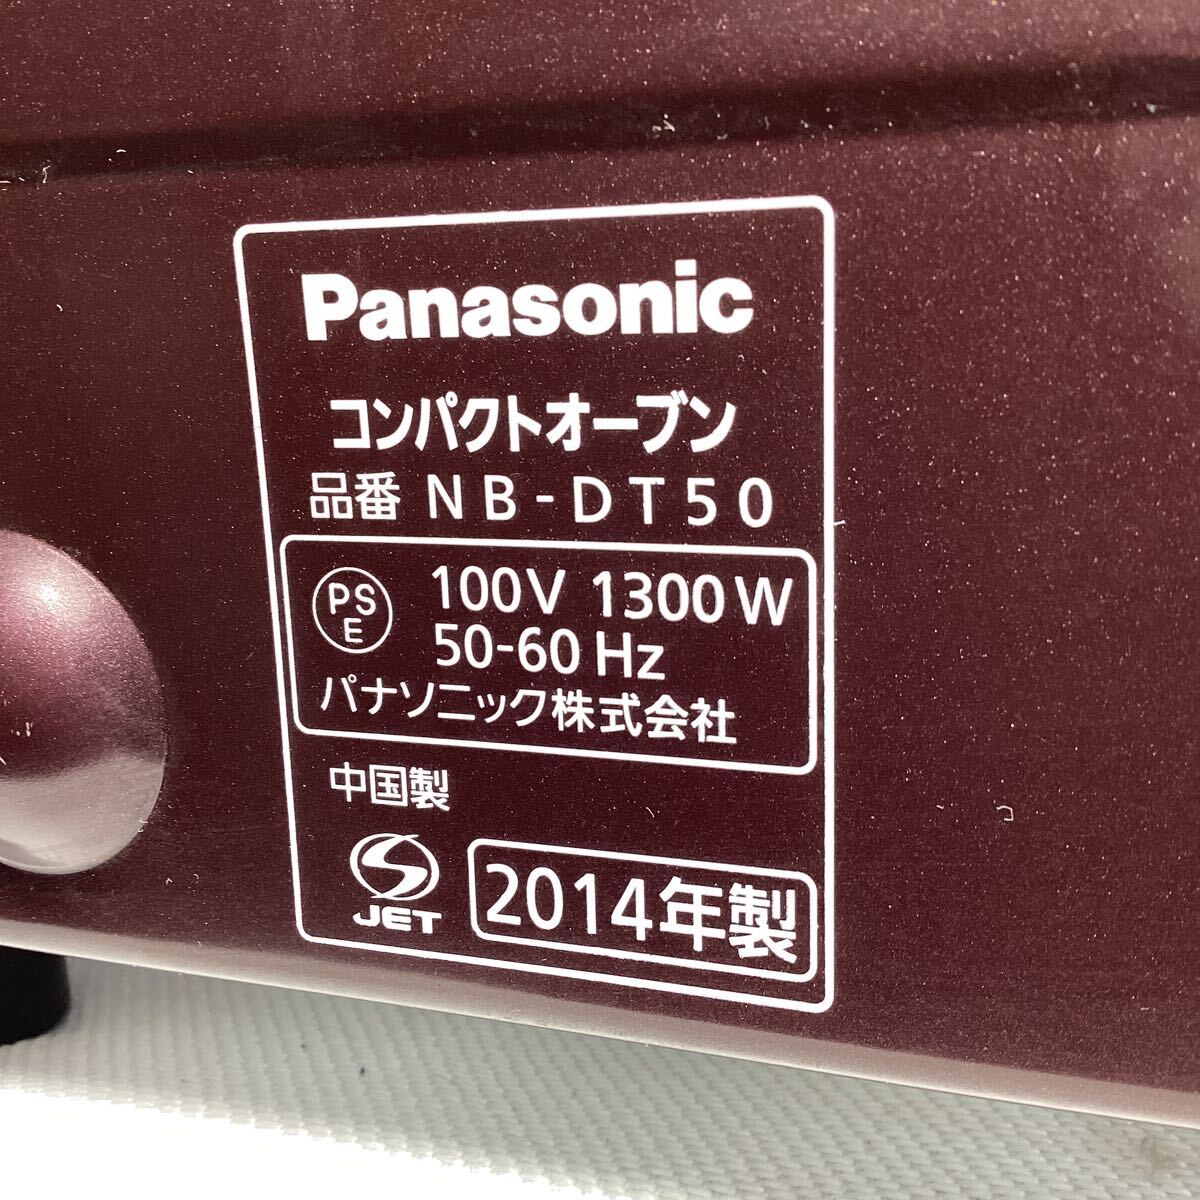 Panasonic
コンパクトオーブン
品番 NB-DT50
PS
E
100V 1300W
50-60 Hz
パナソニック株式会社
中国製
JET
2014年製